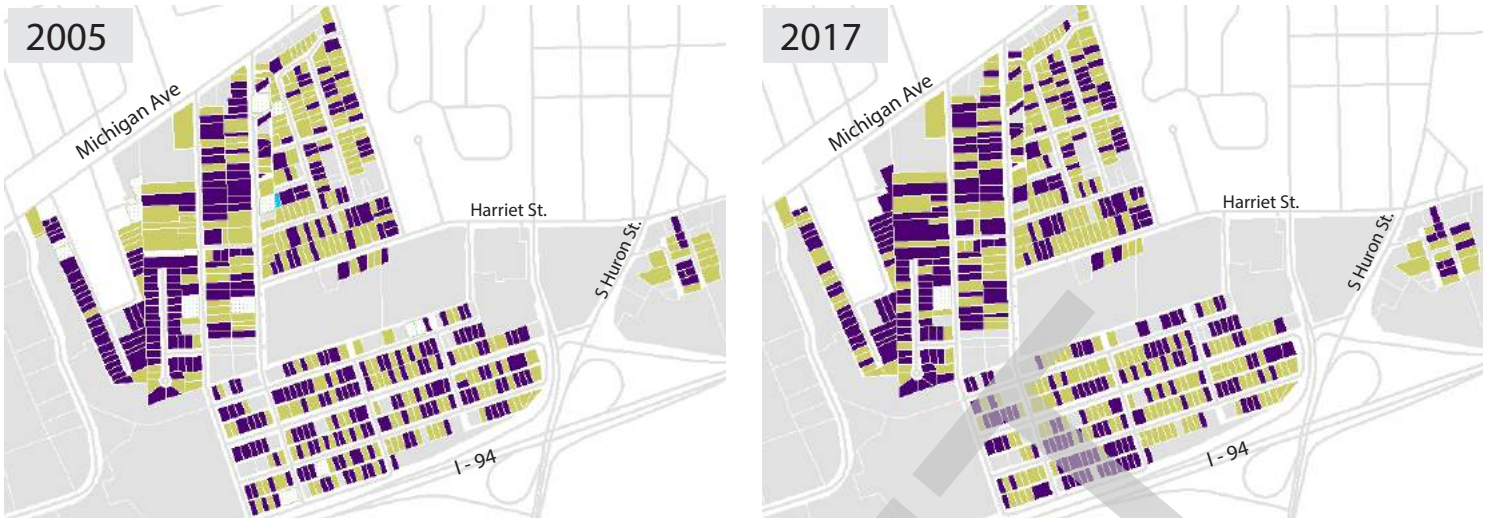 2005
Michigan Ave
Harriet St.
S Huron St.
I - 94
2017
Michigan Ave
Harriet St.
S Huron St.
I - 94